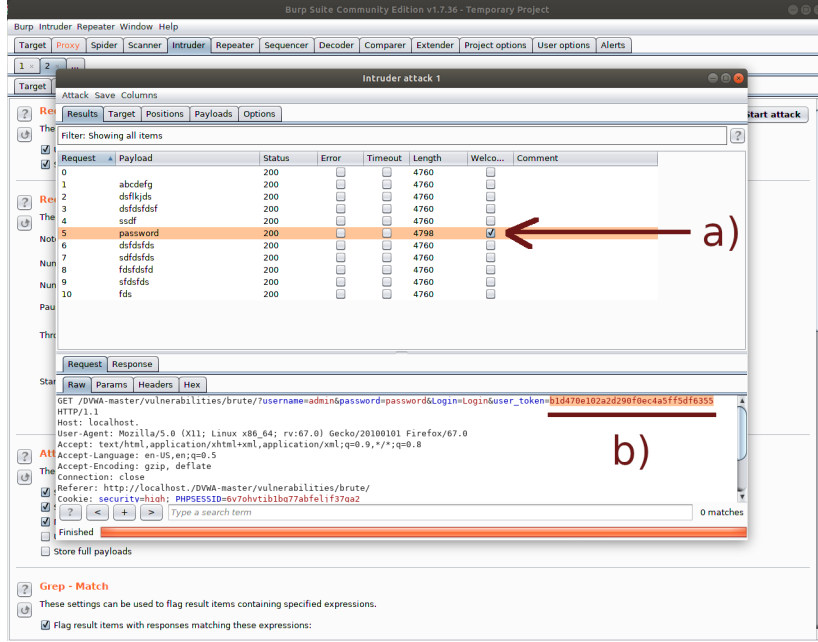 Burp Suite Community Edition v1.7.36 - Temporary Project
Burp Intruder Repeater Window Help
Target Proxy Spider Scanner Intruder Repeater Sequencer Decoder Comparer Extender Project options User options Alerts
1 × 2 × ...
Intruder attack 1
Target
Attack Save Columns
Results Target Positions Payloads Options
Start attack
Filter: Showing all items ?
Request Payload Status Error Timeout Length Welco... Comment
0 200 4760
1 abcdefg 200 4760
2 dsflkjds 200 4760
3 dsfdsfdsf 200 4760
4 ssdf 200 4760
5 password 200 4798
6 dsfdsfds 200 4760
7 sdfdsfds 200 4760
8 fdsfdsfd 200 4760
9 sfdsfds 200 4760
10 fds 200 4760
a)
Request Response
Raw Params Headers Hex
GET /DVWA-master/vulnerabilities/brute/?username=admin&password=password&Login=Login&user_token=b1d470e102a2d290f0ec4a5ff5df6355
HTTP/1.1
Host: localhost.
User-Agent: Mozilla/5.0 (X11; Linux x86_64; rv:67.0) Gecko/20100101 Firefox/67.0
Accept: text/html,application/xhtml+xml,application/xml;q=0.9,*/*;q=0.8
Accept-Language: en-US,en;q=0.5
Accept-Encoding: gzip, deflate
Connection: close
Referer: http://localhost./DVWA-master/vulnerabilities/brute/
Cookie: security=high; PHPSESSID=6v7ohvtib1bq77abfeljf37qa2
b)
? < + > Type a search term 0 matches
Finished
Store full payloads
? Grep - Match
These settings can be used to flag result items containing specified expressions.
Flag result items with responses matching these expressions: